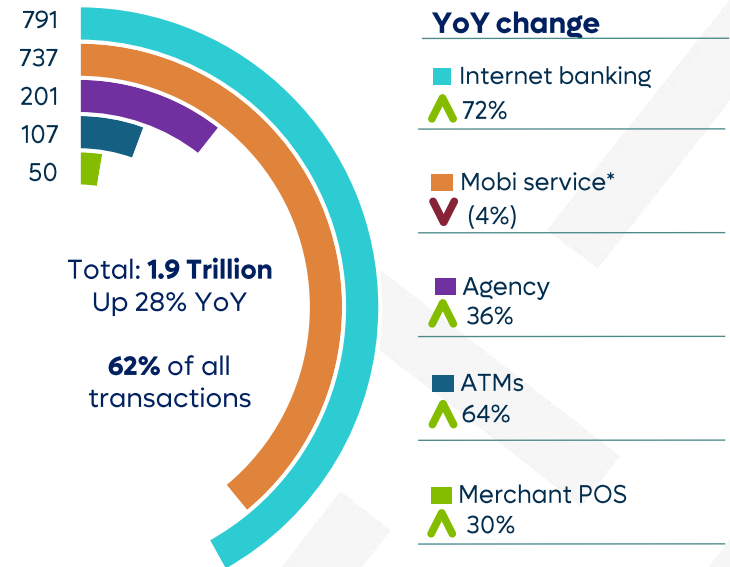 791
737
201
107
50
Total: 1.9 Trillion
Up 28% YoY
62% of all
transactions
YoY change
Internet banking
72%
Mobi service*
(4%)
Agency
36%
ATMs
64%
Merchant POS
30%